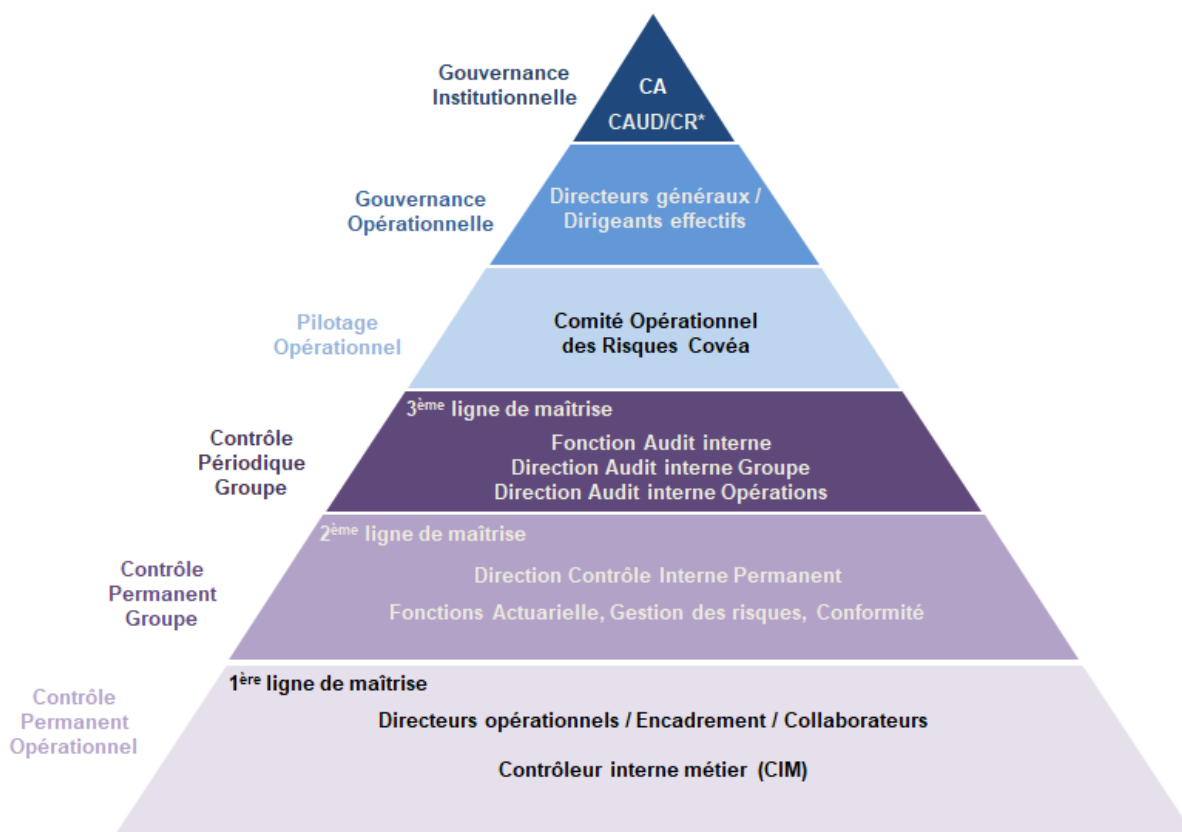 Gouvernance
Institutionnelle
CA
CAUD/CR*
Gouvernance
Opérationnelle
Directeurs généraux /
Dirigeants effectifs
Pilotage
Opérationnel
Comité Opérationnel
des Risques Covéa
Contrôle
Périodique
Groupe
3ème ligne de maîtrise
Fonction Audit interne
Direction Audit interne Groupe
Direction Audit interne Opérations
Contrôle
Permanent
Groupe
2ème ligne de maîtrise
Direction Contrôle Interne Permanent
Fonctions Actuarielle, Gestion des risques, Conformité
Contrôle
Permanent
Opérationnel
1ère ligne de maîtrise
Directeurs opérationnels / Encadrement / Collaborateurs
Contrôleur interne métier (CIM)